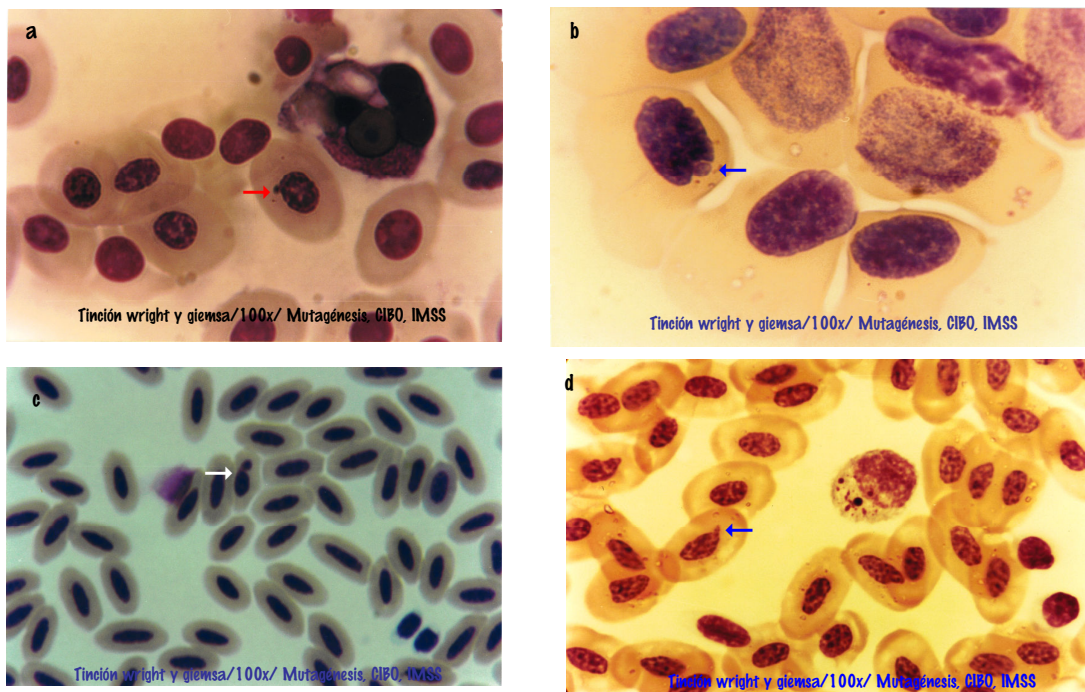 a
Tinción wright y giemsa/100x/ Mutagénesis, CIBO, IMSS
b
Tinción wright y giemsa/100x/ Mutagénesis, CIBO, IMSS
c
Tinción wright y giemsa/100x/ Mutagénesis, CIBO, IMSS
d
Tinción wright y giemsa/100x/ Mutagénesis, CIBO, IMSS